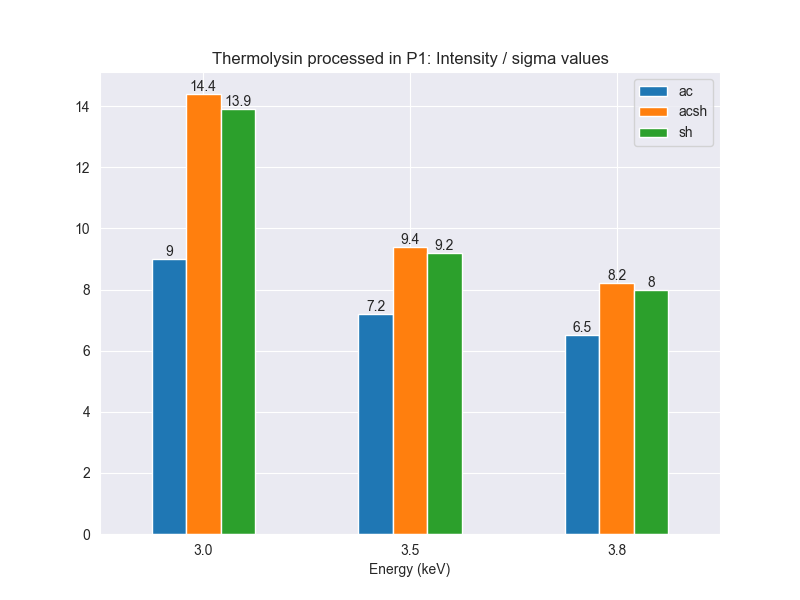 Thermolysin processed in P1: Intensity / sigma values
14.4
13.9
9
9.4
9.2
7.2
8.2
8
6.5
ac
acsh
sh
14
12
10
8
6
4
2
0
3.0 3.5 3.8
Energy (keV)